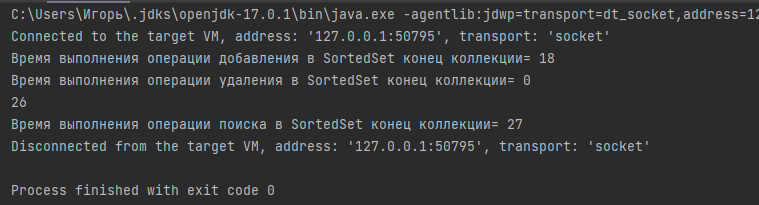 C:\Users\Игорь\.jdks\openjdk-17.0.1\bin\java.exe -agentlib:jdwp=transport=dt_socket,address=12
Connected to the target VM, address: '127.0.0.1:50795', transport: 'socket'
Время выполнения операции добавления в SortedSet конец коллекции= 18
Время выполнения операции удаления в SortedSet конец коллекции= 0
26
Время выполнения операции поиска в SortedSet конец коллекции= 27
Disconnected from the target VM, address: '127.0.0.1:50795', transport: 'socket'
Process finished with exit code 0